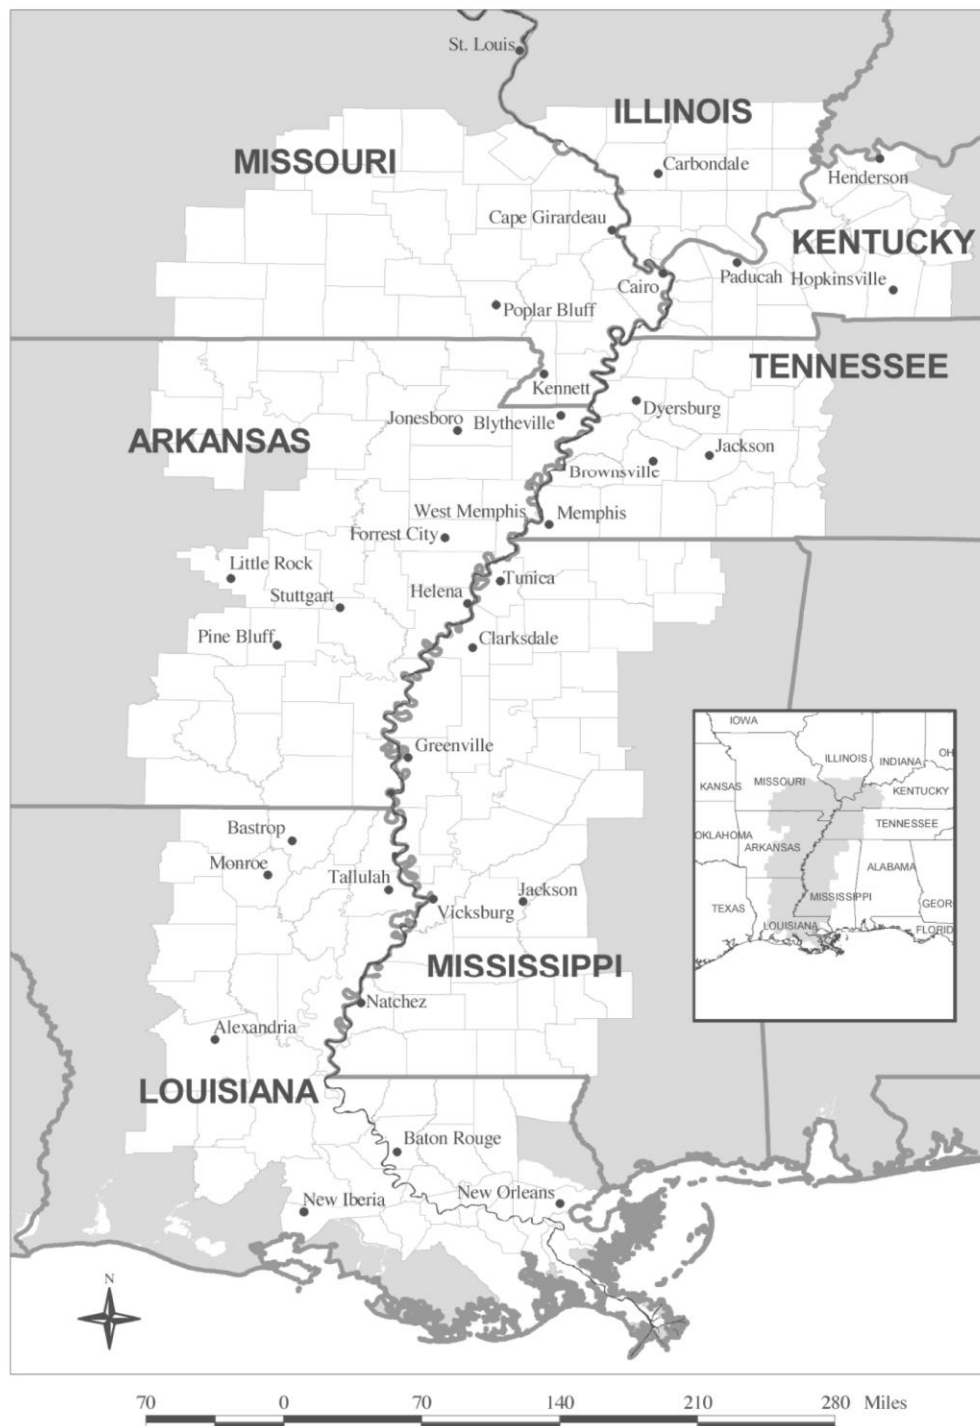 St. Louis
ILLINOIS
MISSOURI
Carbondale
Henderson
Cape Girardeau
KENTUCKY
Cairo
Paducah
Hopkinsville
Poplar Bluff
TENNESSEE
Kennett
Dyersburg
Jonesboro
Blytheville
ARKANSAS
Jackson
Brownsville
West Memphis
Memphis
Forrest City
Little Rock
Tunica
Helena
Stuttgart
Pine Bluff
Clarksdale
Greenville
Bastrop
Monroe
Tallulah
Jackson
Vicksburg
MISSISSIPPI
Natchez
Alexandria
LOUISIANA
Baton Rouge
New Iberia
New Orleans
IOWA
ILLINOIS
INDIANA
OH
KANSAS
MISSOURI
KENTUCKY
OKLAHOMA
ARKANSAS
TENNESSEE
ALABAMA
TEXAS
MISSISSIPPI
GEOR
LOUISIANA
FLORID
N
70 0 70 140 210 280 Miles